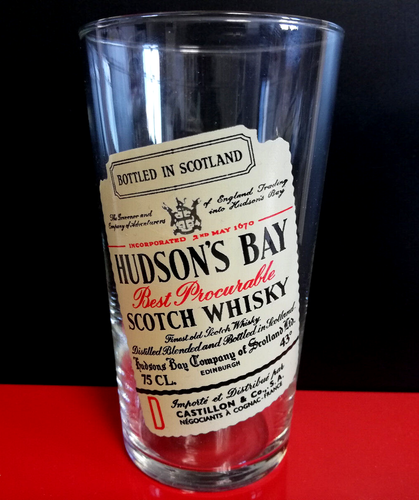 BOTTLED IN SCOTLAND
The Governor and Company of Adventurers
of England Trading into Hudson's Bay
INCORPORATED 2ND MAY 1670
HUDSON'S BAY
Best Procurable
SCOTCH WHISKY
Finest old Scotch Whisky
Distilled Blended and Bottled in Scotland
Hudsons' Bay Company of Scotland Ltd.
EDINBURGH
75 CL.
43°
D
Importé et Distribué par
CASTILLON & Co., S.A.
NÉGOCIANTS À COGNAC-FRANCE